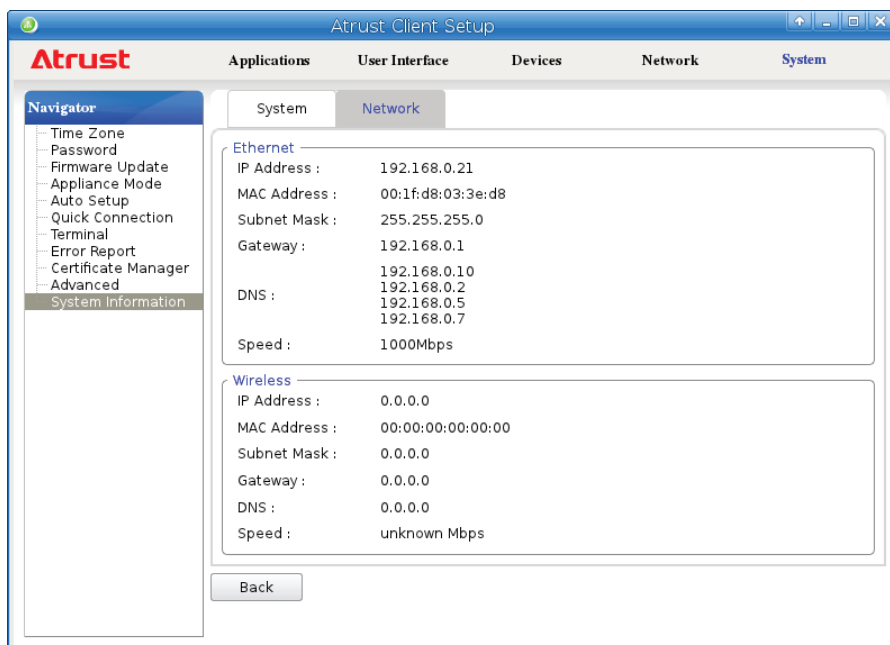 Atrust Client Setup
Atrust
Applications User Interface Devices Network System
Navigator
Time Zone
Password
Firmware Update
Appliance Mode
Auto Setup
Quick Connection
Terminal
Error Report
Certificate Manager
Advanced
System Information
System Network
Ethernet
IP Address : 192.168.0.21
MAC Address : 00:1f:d8:03:3e:d8
Subnet Mask : 255.255.255.0
Gateway : 192.168.0.1
DNS : 192.168.0.10
192.168.0.2
192.168.0.5
192.168.0.7
Speed : 1000Mbps
Wireless
IP Address : 0.0.0.0
MAC Address : 00:00:00:00:00:00
Subnet Mask : 0.0.0.0
Gateway : 0.0.0.0
DNS : 0.0.0.0
Speed : unknown Mbps
Back